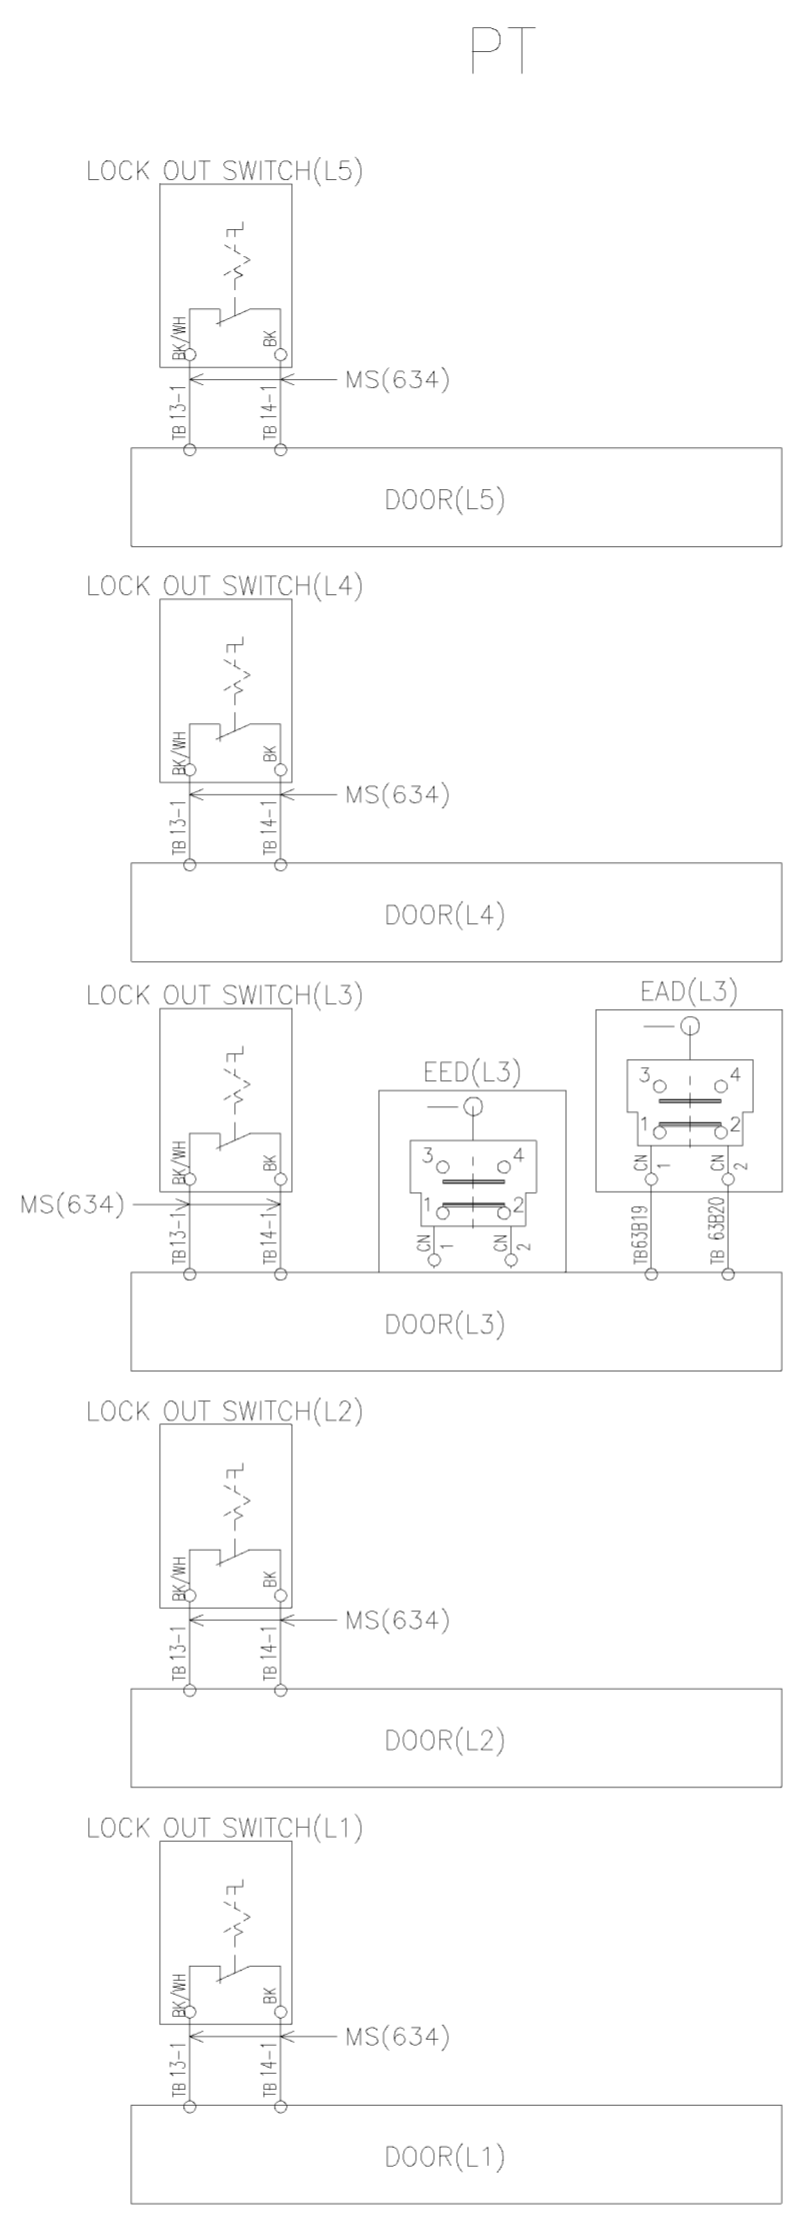 PT
LOCK OUT SWITCH(L5)
BK/WH
BK
MS(634)
TB 13-1
TB 14-1
DOOR(L5)
LOCK OUT SWITCH(L4)
BK/WH
BK
MS(634)
TB 13-1
TB 14-1
DOOR(L4)
LOCK OUT SWITCH(L3)
BK/WH
BK
MS(634)
TB13-1
TB14-1
EED(L3)
3
4
1
2
CN
1
CN
2
EAD(L3)
3
4
1
2
CN
1
CN
2
TB63B19
TB 63B20
DOOR(L3)
LOCK OUT SWITCH(L2)
BK/WH
BK
MS(634)
TB 13-1
TB 14-1
DOOR(L2)
LOCK OUT SWITCH(L1)
BK/WH
BK
MS(634)
TB 13-1
TB 14-1
DOOR(L1)